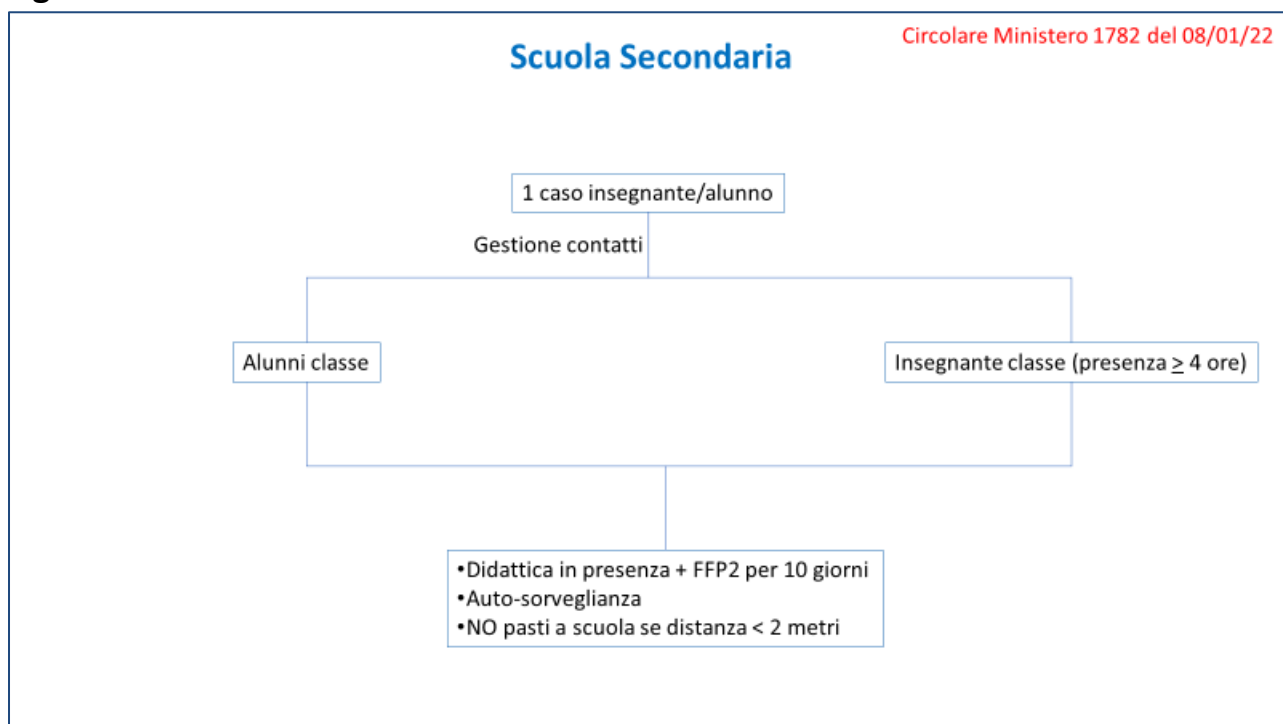 Circolare Ministero 1782 del 08/01/22
Scuola Secondaria
1 caso insegnante/alunno
Gestione contatti
Alunni classe
Insegnante classe (presenza ≥ 4 ore)
•Didattica in presenza + FFP2 per 10 giorni
•Auto-sorveglianza
•NO pasti a scuola se distanza < 2 metri